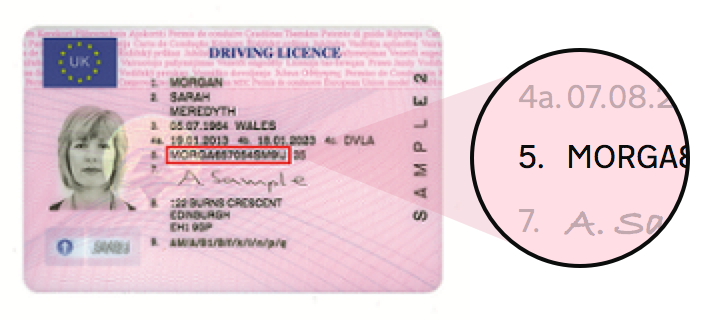 UK
DRIVING LICENCE
1. MORGAN
2. SARAH
MEREDYTH
3. 05.07.1964 WALES
4a. 19.01.2013 4b. 18.01.2023 4c. DVLA
5. MORGA657054SM9IJ 35
7. A Sample
8. 122 BURNS CRESCENT
EDINBURGH
EH1 9GP
9. AM/A/B1/B/f/k/l/n/p/q
SAMPLE 2
4a. 07.08.2
5. MORGA
7. A. Sa